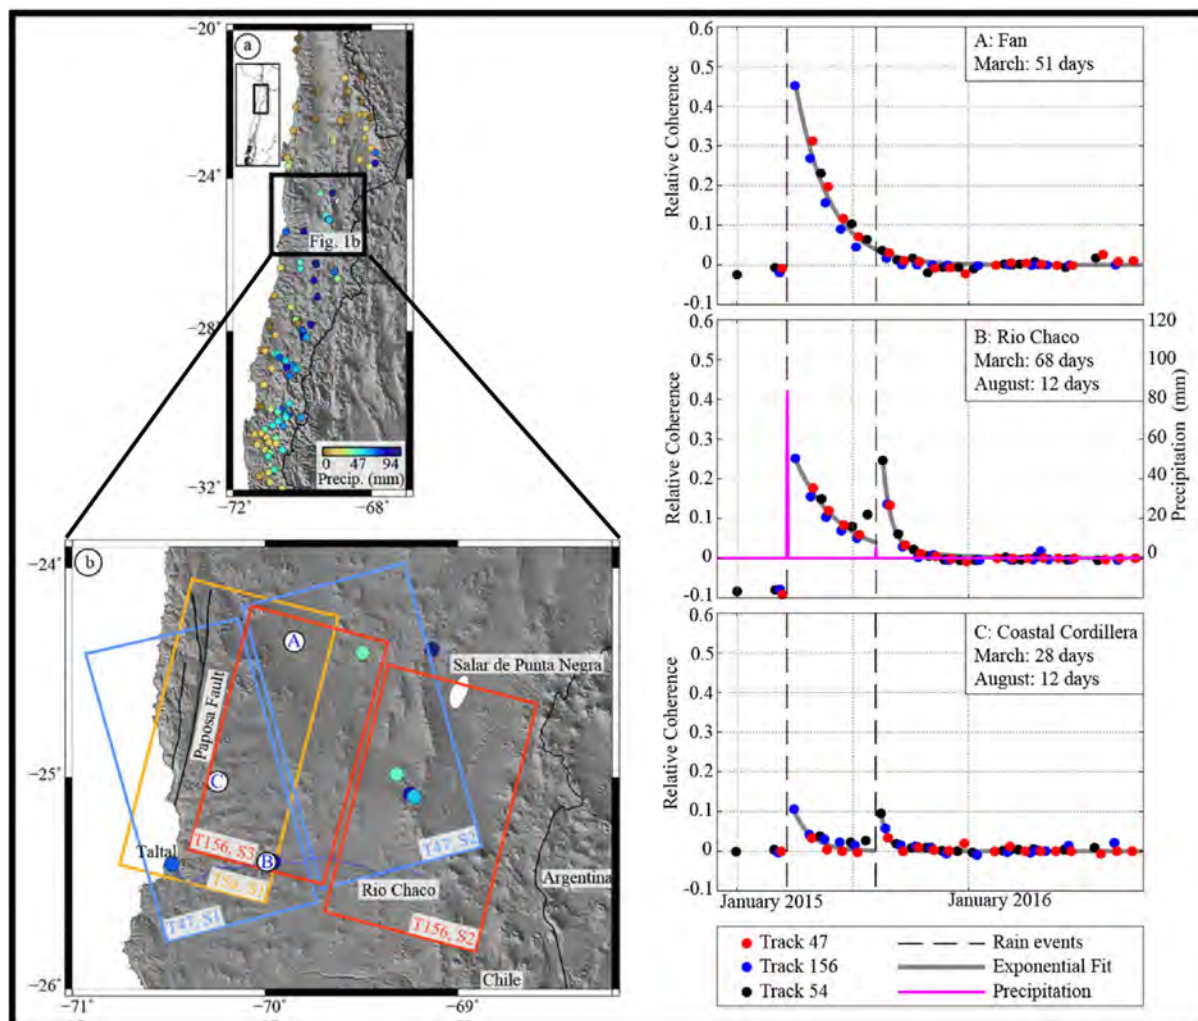 a
−20°
−24°
−28°
−32°
−72°
−68°
Fig. 1b
0 47 94
Precip. (mm)
b
−24°
−25°
−26°
−71°
−70°
−69°
A
B
C
Salar de Punta Negra
Paposa Fault
Taltal
Rio Chaco
Argentina
Chile
T156, S3
T54, S1
T47, S1
T47, S2
T156, S2
A: Fan
March: 51 days
Relative Coherence
0.6
0.5
0.4
0.3
0.2
0.1
0
-0.1
B: Rio Chaco
March: 68 days
August: 12 days
Relative Coherence
0.6
0.5
0.4
0.3
0.2
0.1
0
-0.1
120
100
80
60
40
20
0
Precipitation (mm)
C: Coastal Cordillera
March: 28 days
August: 12 days
Relative Coherence
0.6
0.5
0.4
0.3
0.2
0.1
0
-0.1
January 2015
January 2016
Track 47
Track 156
Track 54
Rain events
Exponential Fit
Precipitation